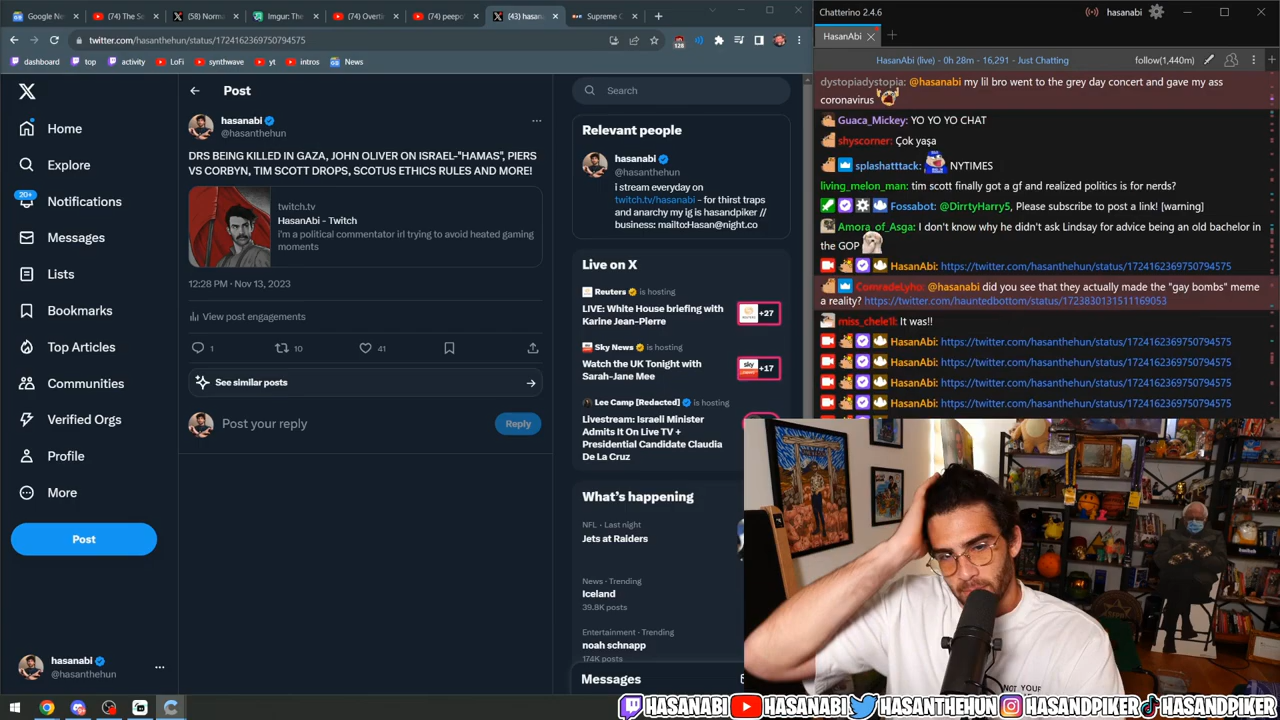 Google Ne
(74) The S
(58) Norm
Imgur: The
(74) Overti
(74) peepo
(43) hasan
Supreme C
twitter.com/hasanthehun/status/1724162369750794575
128
dashboard
top
activity
LoFi
synthwave
yt
intros
News
Home
Explore
20+
Notifications
Messages
Lists
Bookmarks
Top Articles
Communities
Verified Orgs
Profile
More
Post
hasanabi
@hasanthehun
Post
hasanabi
@hasanthehun
DRS BEING KILLED IN GAZA, JOHN OLIVER ON ISRAEL-"HAMAS", PIERS
VS CORBYN, TIM SCOTT DROPS, SCOTUS ETHICS RULES AND MORE!
twitch.tv
HasanAbi - Twitch
i'm a political commentator irl trying to avoid heated gaming
moments
12:28 PM · Nov 13, 2023
View post engagements
1
10
41
See similar posts
Post your reply
Reply
Search
Relevant people
hasanabi
@hasanthehun
i stream everyday on
twitch.tv/hasanabi - for thirst traps
and anarchy my ig is hasandpiker //
business: mailto:Hasan@night.co
Live on X
Reuters is hosting
LIVE: White House briefing with
Karine Jean-Pierre
+27
Sky News is hosting
Watch the UK Tonight with
Sarah-Jane Mee
+17
Lee Camp [Redacted] is hosting
Livestream: Israeli Minister
Admits It On Live TV +
Presidential Candidate Claudia
De La Cruz
What's happening
NFL · Last night
Jets at Raiders
News · Trending
Iceland
39.8K posts
Entertainment · Trending
noah schnapp
174K posts
Messages
Chatterino 2.4.6
hasanabi
HasanAbi
HasanAbi (live) - 0h 28m - 16,291 - Just Chatting
follow(1,440m)
dystopiadystopia: @hasanabi my lil bro went to the grey day concert and gave my ass
coronavirus
Guaca_Mickey: YO YO YO CHAT
shyscorner: Çok yaşa
splashatttack: NYTIMES
living_melon_man: tim scott finally got a gf and realized politics is for nerds?
Fossabot: @DirrtyHarry5, Please subscribe to post a link! [warning]
Amora_of_Asga: I don't know why he didn't ask Lindsay for advice being an old bachelor in
the GOP
HasanAbi: https://twitter.com/hasanthehun/status/1724162369750794575
ComradeLyho: @hasanabi did you see that they actually made the "gay bombs" meme
a reality? https://twitter.com/hauntedbottom/status/1723830131511169053
miss_chele1l: It was!!
HasanAbi: https://twitter.com/hasanthehun/status/1724162369750794575
HasanAbi: https://twitter.com/hasanthehun/status/1724162369750794575
HasanAbi: https://twitter.com/hasanthehun/status/1724162369750794575
HasanAbi: https://twitter.com/hasanthehun/status/1724162369750794575
NOT YOUR
HASANABI HASANABI HASANTHEHUN HASANDPIKER HASANDPIKER